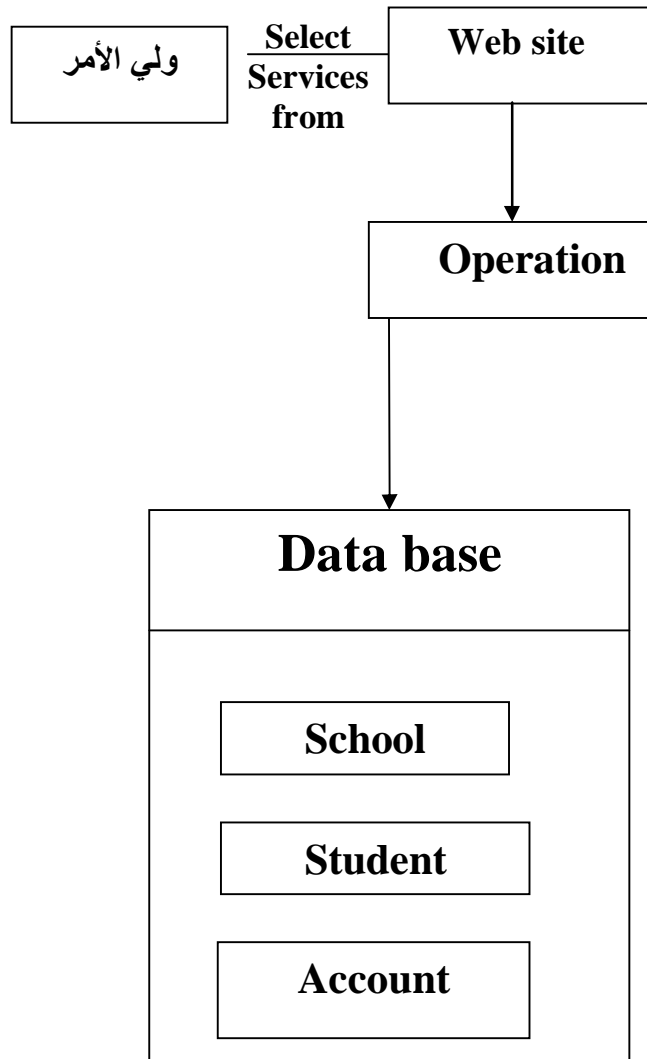 ولي الأمر
Select
Services
from
Web site
Operation
Data base
School
Student
Account